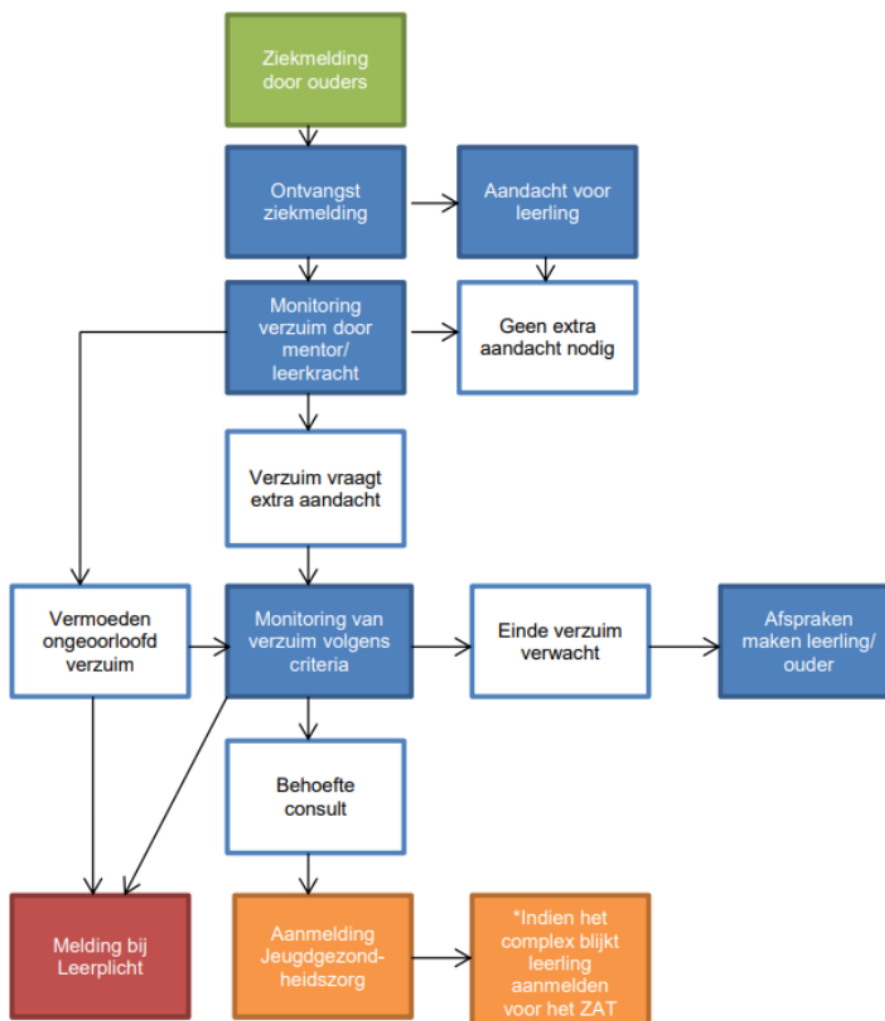 Ziekmelding
door ouders
Ontvangst
ziekmelding
Aandacht voor
leerling
Monitoring
verzuim door
mentor/
leerkracht
Geen extra
aandacht nodig
Verzuim vraagt
extra aandacht
Vermoeden
ongeoorloofd
verzuim
Monitoring van
verzuim volgens
criteria
Einde verzuim
verwacht
Afspraken
maken leerling/
ouder
Behoefte
consult
Melding bij
Leerplicht
Aanmelding
Jeugdgezond-
heidszorg
*Indien het
complex blijkt
leerling
aanmelden
voor het ZAT